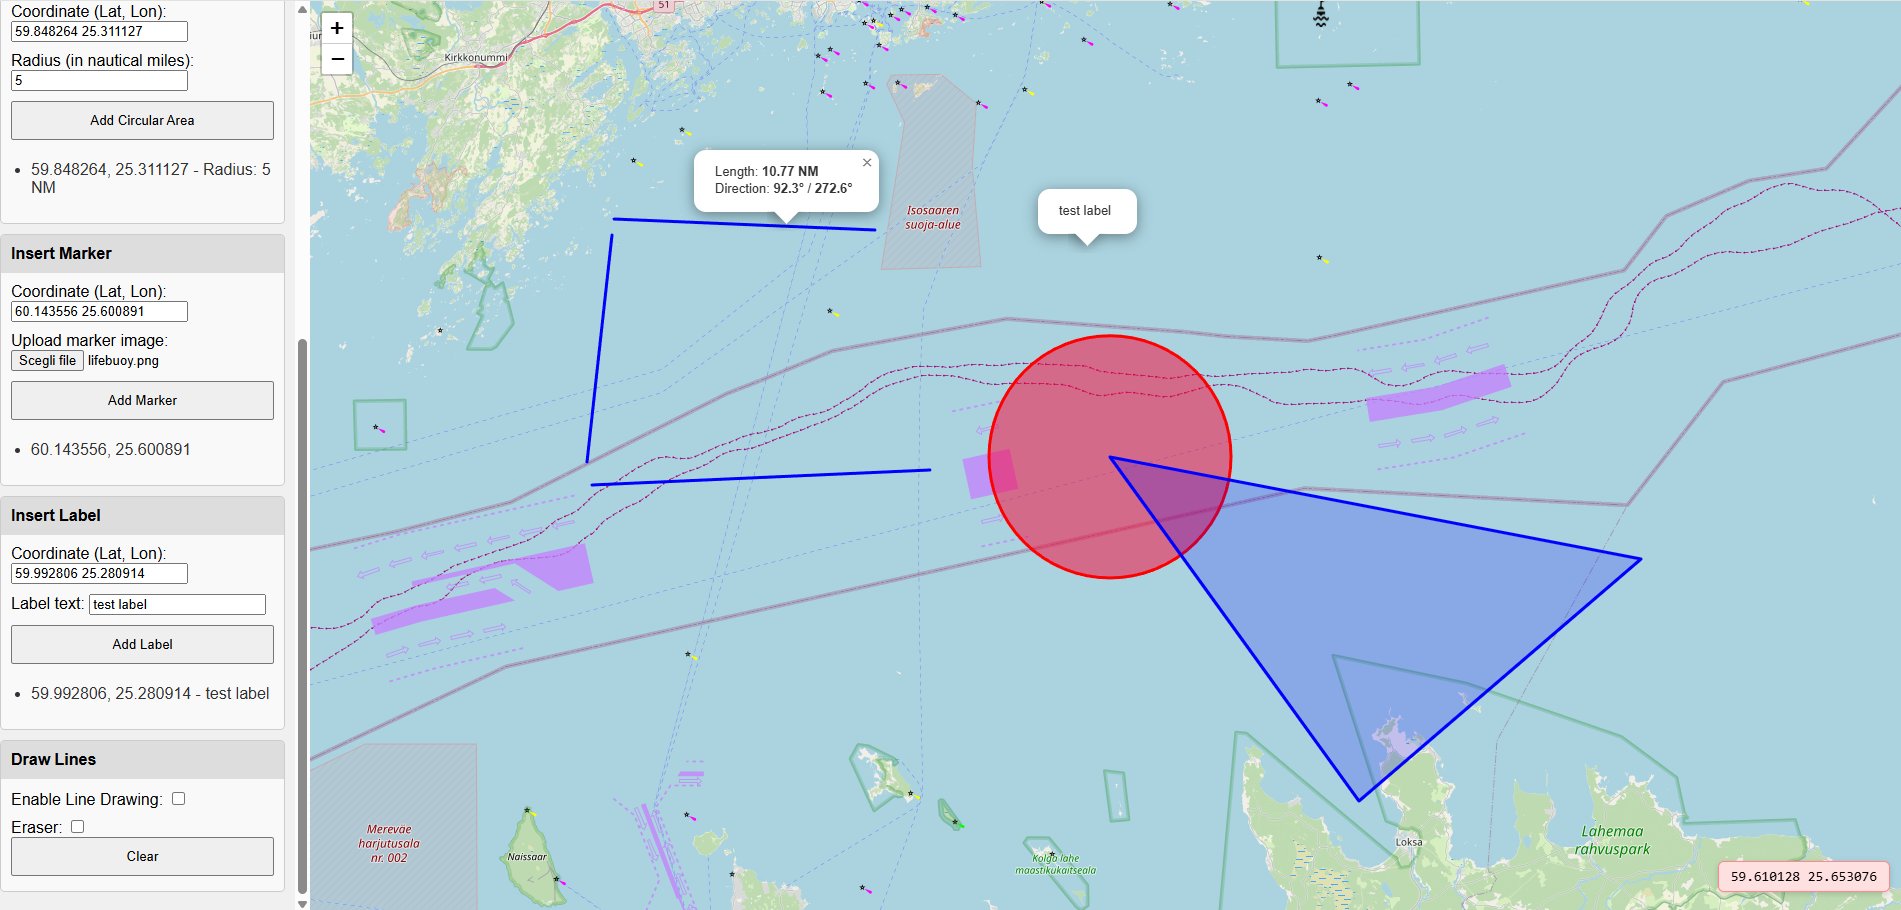 Coordinate (Lat, Lon):
59.848264 25.311127
Radius (in nautical miles):
5
Add Circular Area
59.848264, 25.311127 - Radius: 5
NM
Insert Marker
Coordinate (Lat, Lon):
60.143556 25.600891
Upload marker image:
Scegli file lifebuoy.png
Add Marker
60.143556, 25.600891
Insert Label
Coordinate (Lat, Lon):
59.992806 25.280914
Label text: test label
Add Label
59.992806, 25.280914 - test label
Draw Lines
Enable Line Drawing:
Eraser:
Clear
+
−
51
Kirkkonummi
Length: 10.77 NM
Direction: 92.3° / 272.6°
×
test label
Isosaaren
suoja-alue
Mereväe
harjutusala
nr. 002
Naissaar
Kolga lahe
maastikukaitseala
Loksa
Lahemaa
rahvuspark
59.610128 25.653076